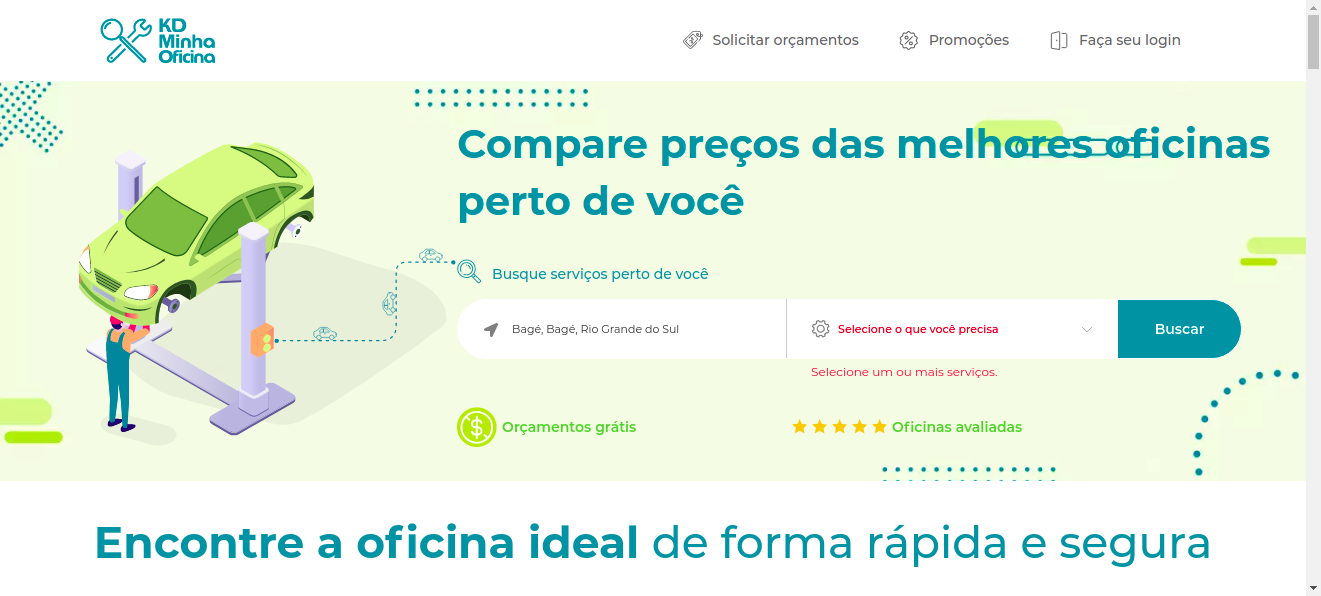 KD
Minha
Oficina
Solicitar orçamentos
Promoções
Faça seu login
Compare preços das melhores oficinas
perto de você
Busque serviços perto de você
Bagé, Bagé, Rio Grande do Sul
Selecione o que você precisa
Buscar
Selecione um ou mais serviços.
Orçamentos grátis
Oficinas avaliadas
Encontre a oficina ideal de forma rápida e segura